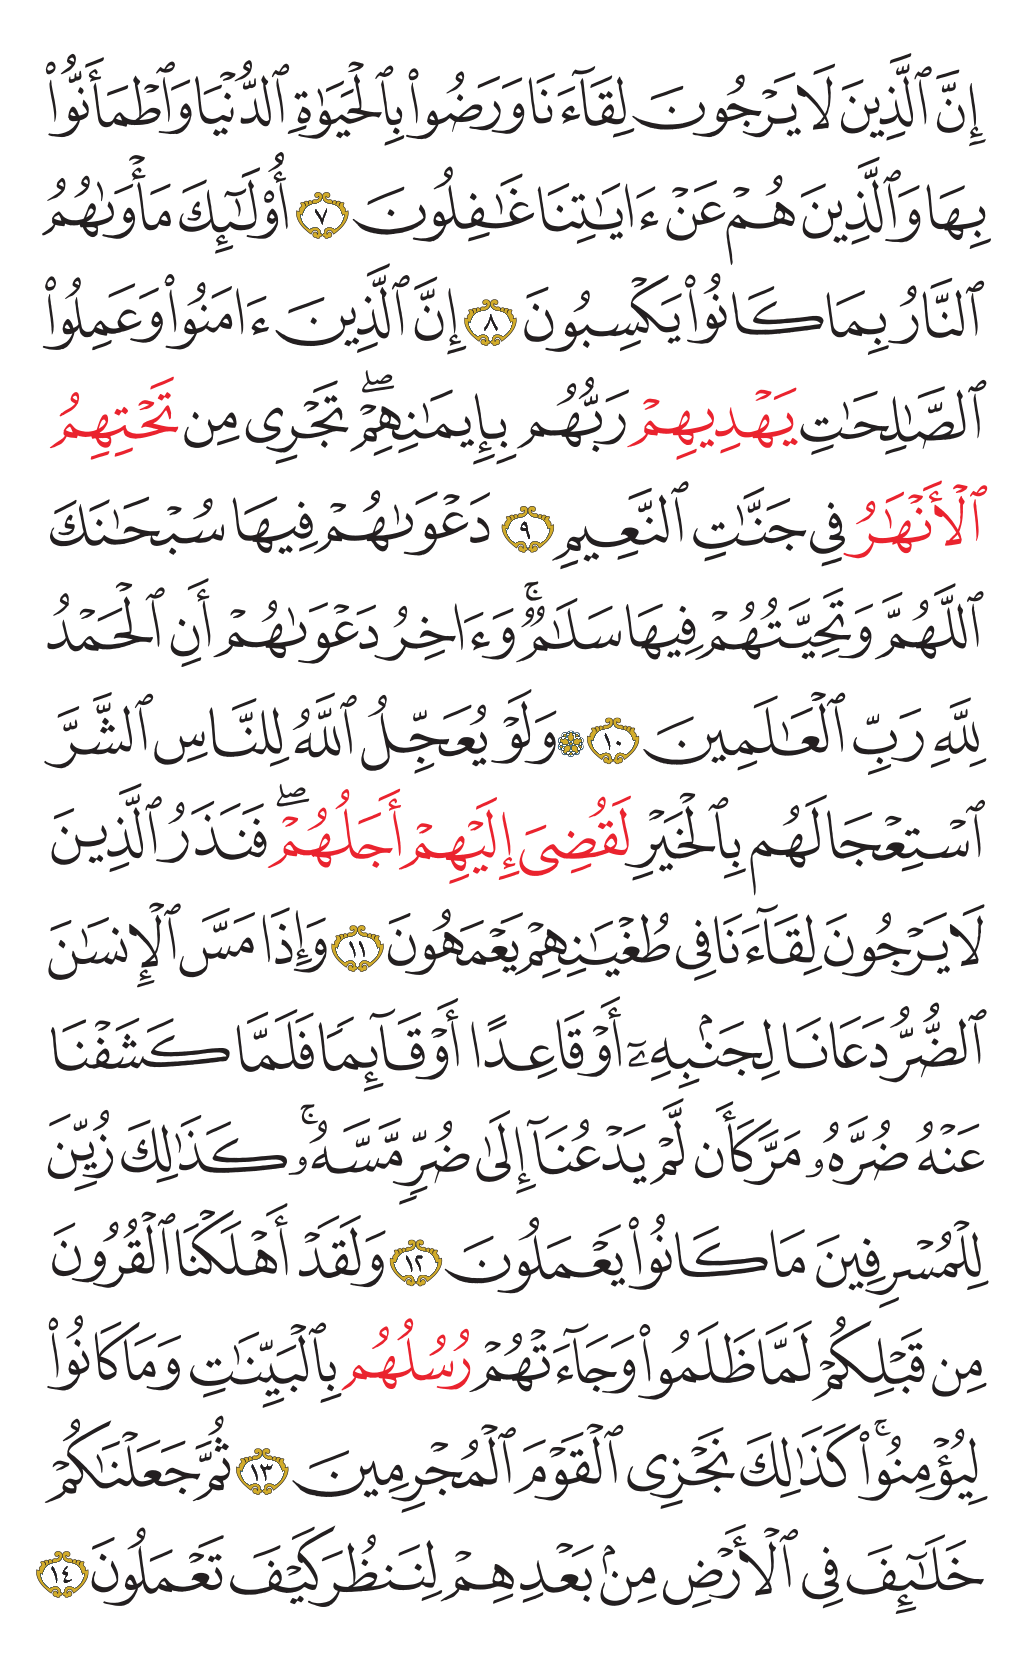 إِنَّ ٱلَّذِينَ لَا يَرۡجُونَ لِقَآءَنَا وَرَضُواْ بِٱلۡحَيَوٰةِ ٱلدُّنۡيَا وَٱطۡمَأَنُّواْ
بِهَا وَٱلَّذِينَ هُمۡ عَنۡ ءَايَٰتِنَا غَٰفِلُونَ ٧ أُوْلَٰٓئِكَ مَأۡوَىٰهُمُ
ٱلنَّارُ بِمَا كَانُواْ يَكۡسِبُونَ ٨ إِنَّ ٱلَّذِينَ ءَامَنُواْ وَعَمِلُواْ
ٱلصَّٰلِحَٰتِ يَهۡدِيهِمۡ رَبُّهُم بِإِيمَٰنِهِمۡۖ تَجۡرِي مِن تَحۡتِهِمُ
ٱلۡأَنۡهَٰرُ فِي جَنَّٰتِ ٱلنَّعِيمِ ٩ دَعۡوَىٰهُمۡ فِيهَا سُبۡحَٰنَكَ
ٱللَّهُمَّ وَتَحِيَّتُهُمۡ فِيهَا سَلَٰمٞۚ وَءَاخِرُ دَعۡوَىٰهُمۡ أَنِ ٱلۡحَمۡدُ
لِلَّهِ رَبِّ ٱلۡعَٰلَمِينَ ١٠ ۞ وَلَوۡ يُعَجِّلُ ٱللَّهُ لِلنَّاسِ ٱلشَّرَّ
ٱسۡتِعۡجَالَهُم بِٱلۡخَيۡرِ لَقُضِيَ إِلَيۡهِمۡ أَجَلُهُمۡۖ فَنَذَرُ ٱلَّذِينَ
لَا يَرۡجُونَ لِقَآءَنَا فِي طُغۡيَٰنِهِمۡ يَعۡمَهُونَ ١١ وَإِذَا مَسَّ ٱلۡإِنسَٰنَ
ٱلضُّرُّ دَعَانَا لِجَنۢبِهِۦٓ أَوۡ قَاعِدًا أَوۡ قَآئِمٗا فَلَمَّا كَشَفۡنَا
عَنۡهُ ضُرَّهُۥ مَرَّ كَأَن لَّمۡ يَدۡعُنَآ إِلَىٰ ضُرّٖ مَّسَّهُۥۚ كَذَٰلِكَ زُيِّنَ
لِلۡمُسۡرِفِينَ مَا كَانُواْ يَعۡمَلُونَ ١٢ وَلَقَدۡ أَهۡلَكۡنَا ٱلۡقُرُونَ
مِن قَبۡلِكُمۡ لَمَّا ظَلَمُواْ وَجَآءَتۡهُمۡ رُسُلُهُم بِٱلۡبَيِّنَٰتِ وَمَا كَانُواْ
لِيُؤۡمِنُواْۚ كَذَٰلِكَ نَجۡزِي ٱلۡقَوۡمَ ٱلۡمُجۡرِمِينَ ١٣ ثُمَّ جَعَلۡنَٰكُمۡ
خَلَٰٓئِفَ فِي ٱلۡأَرۡضِ مِنۢ بَعۡدِهِمۡ لِنَنظُرَ كَيۡفَ تَعۡمَلُونَ ١٤